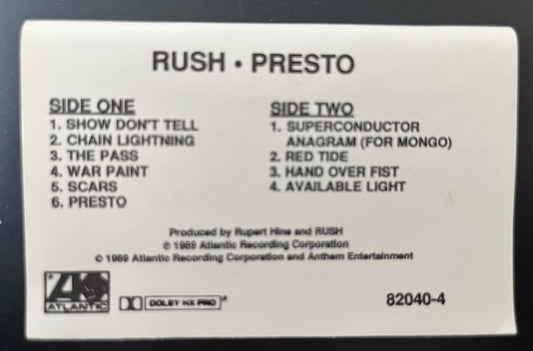 RUSH • PRESTO
SIDE ONE
1. SHOW DON'T TELL
2. CHAIN LIGHTNING
3. THE PASS
4. WAR PAINT
5. SCARS
6. PRESTO
SIDE TWO
1. SUPERCONDUCTOR
ANAGRAM (FOR MONGO)
2. RED TIDE
3. HAND OVER FIST
4. AVAILABLE LIGHT
Produced by Rupert Hine and RUSH
℗ 1989 Atlantic Recording Corporation
© 1989 Atlantic Recording Corporation and Anthem Entertainment
ATLANTIC
DOLBY HX PRO
82040-4